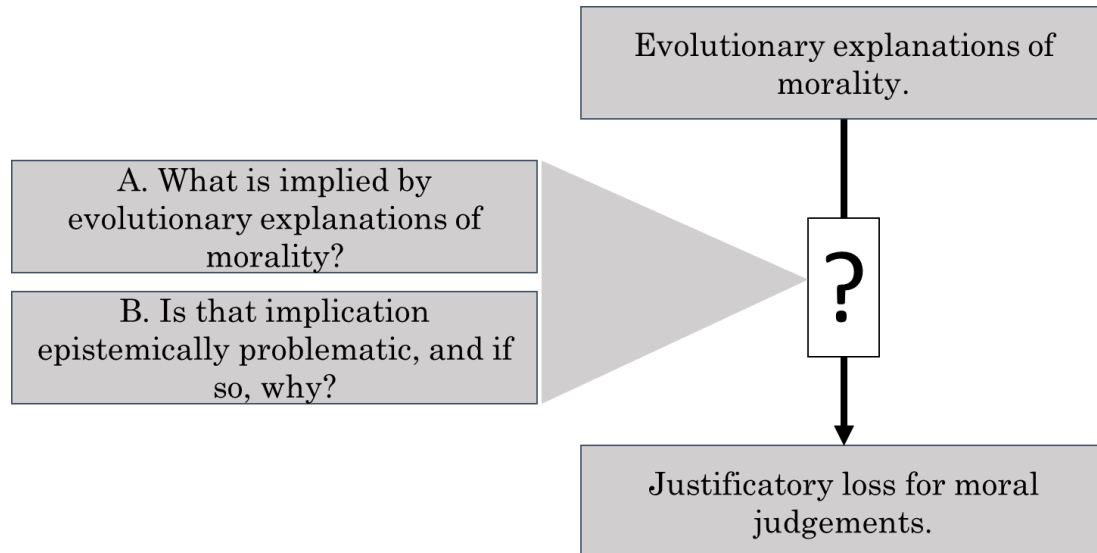 Evolutionary explanations of
morality.
A. What is implied by
evolutionary explanations of
morality?
B. Is that implication
epistemically problematic, and if
so, why?
?
Justificatory loss for moral
judgements.